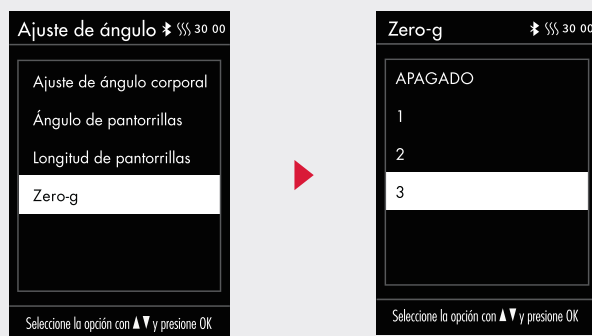 Ajuste de ángulo 30 00
Ajuste de ángulo corporal
Ángulo de pantorrillas
Longitud de pantorrillas
Zero-g
Seleccione la opción con ▲▼ y presione OK
Zero-g 30 00
APAGADO
1
2
3
Seleccione la opción con ▲▼ y presione OK